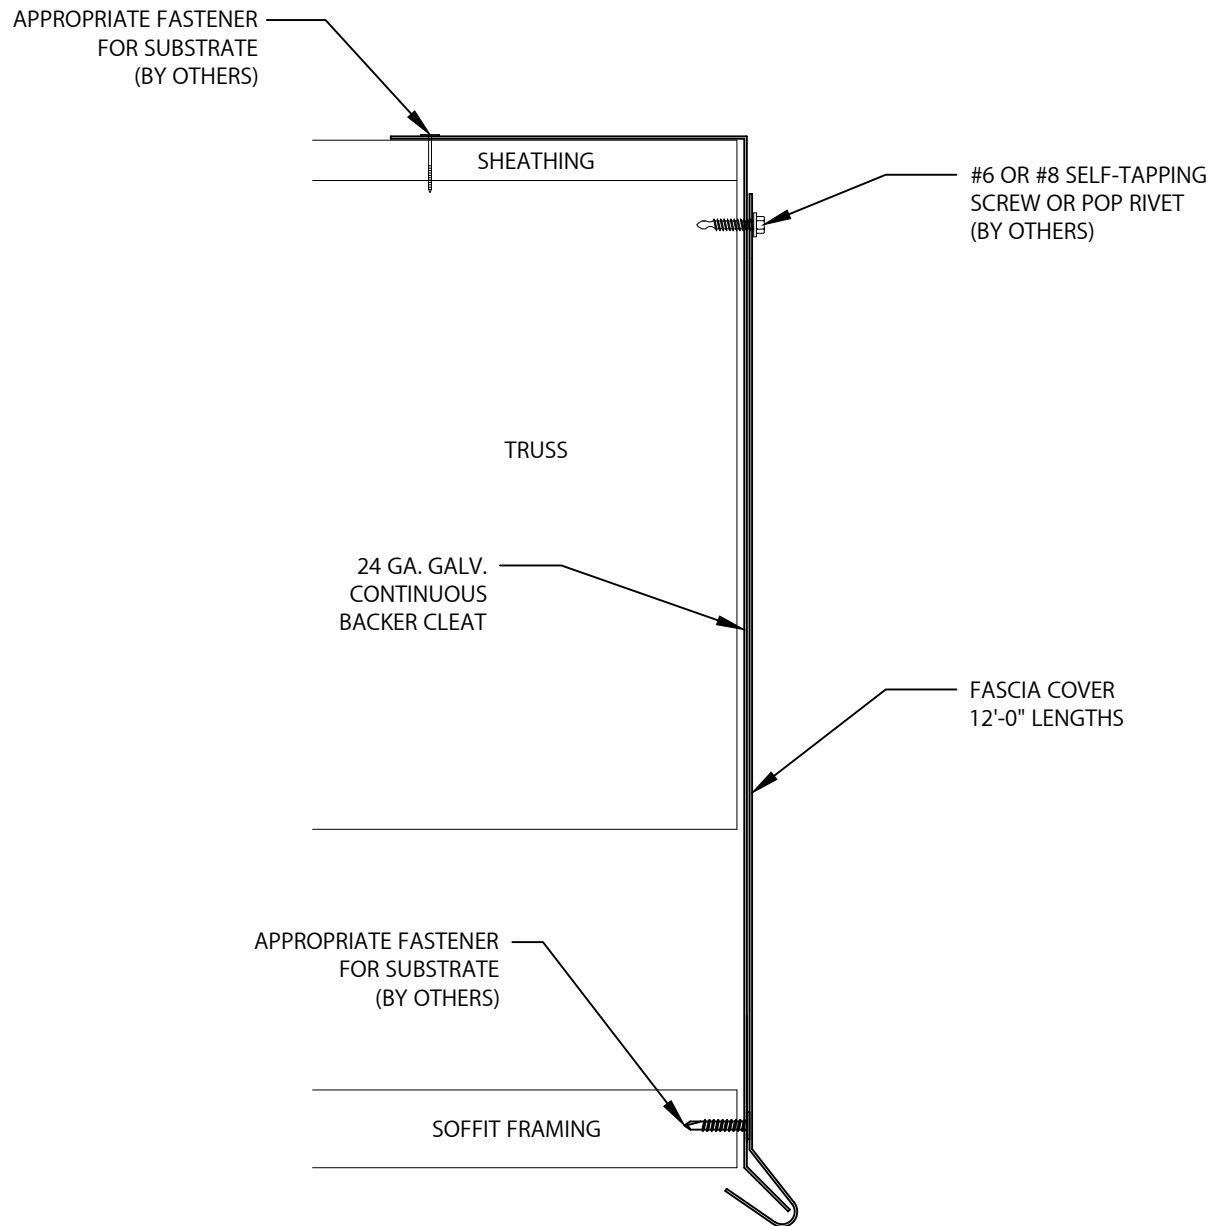 APPROPRIATE FASTENER
FOR SUBSTRATE
(BY OTHERS)
SHEATHING
#6 OR #8 SELF-TAPPING
SCREW OR POP RIVET
(BY OTHERS)
TRUSS
24 GA. GALV.
CONTINUOUS
BACKER CLEAT
FASCIA COVER
12'-0" LENGTHS
APPROPRIATE FASTENER
FOR SUBSTRATE
(BY OTHERS)
SOFFIT FRAMING